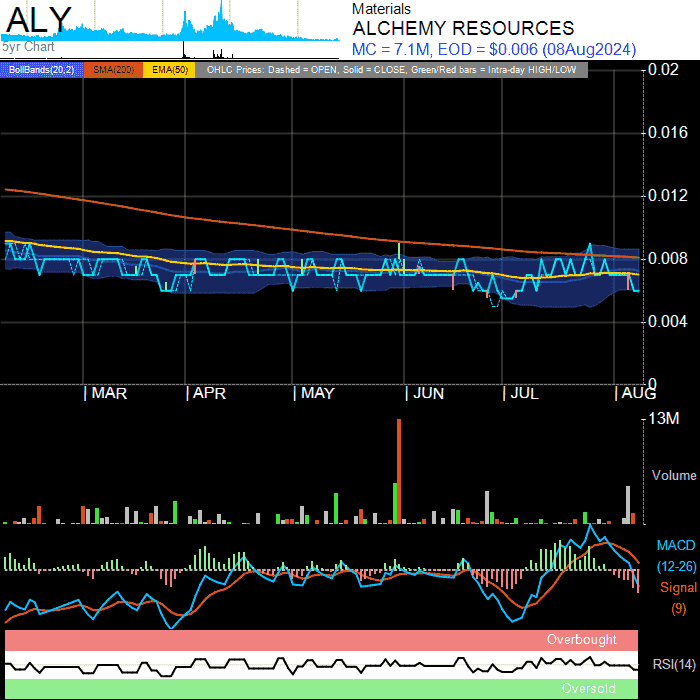 ALY
5yr Chart
Materials
ALCHEMY RESOURCES
MC = 7.1M, EOD = $0.006 (08Aug2024)
BollBands(20,2) SMA(200) EMA(50) OHLC Prices: Dashed = OPEN, Solid = CLOSE, Green/Red bars = Intra-day HIGH/LOW
0.02
0.016
0.012
0.008
0.004
0
| MAR | APR | MAY | JUN | JUL | AUG
13M
Volume
MACD
(12-26)
Signal
(9)
Overbought
RSI(14)
Oversold